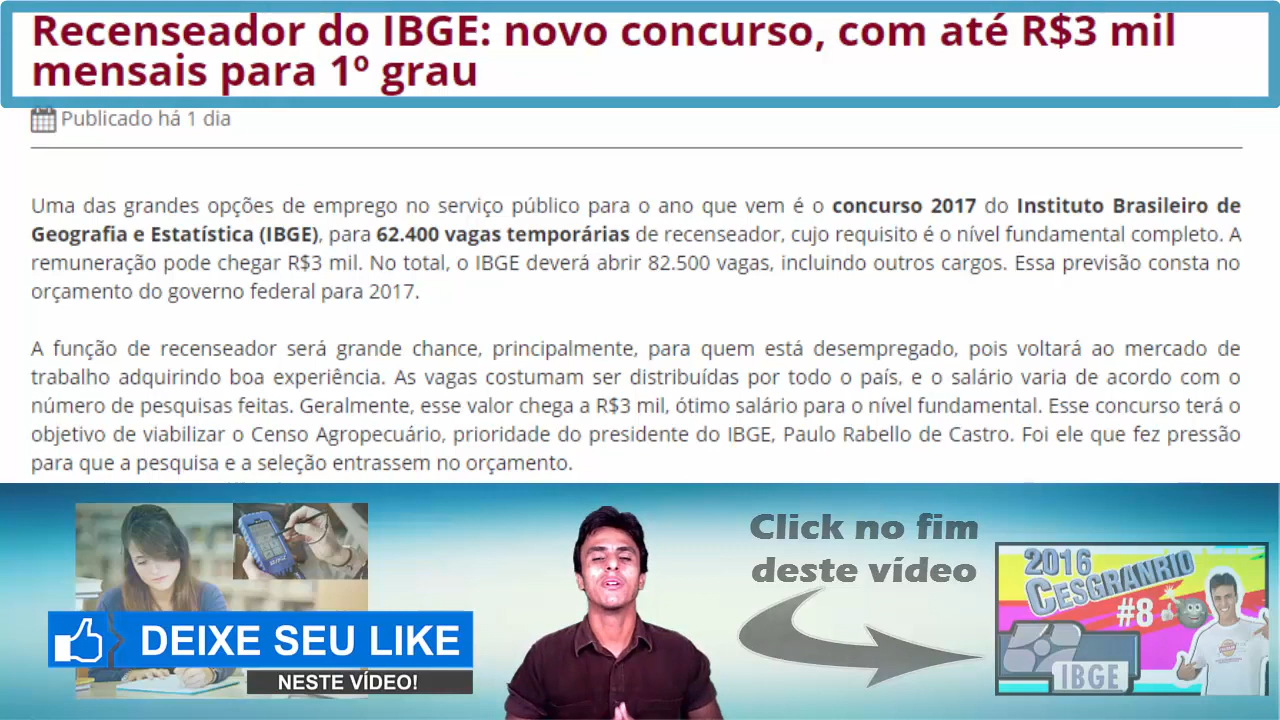 Recenseador do IBGE: novo concurso, com até R$3 mil
mensais para 1º grau
Publicado há 1 dia
Uma das grandes opções de emprego no serviço público para o ano que vem é o concurso 2017 do Instituto Brasileiro de
Geografia e Estatística (IBGE), para 62.400 vagas temporárias de recenseador, cujo requisito é o nível fundamental completo. A
remuneração pode chegar R$3 mil. No total, o IBGE deverá abrir 82.500 vagas, incluindo outros cargos. Essa previsão consta no
orçamento do governo federal para 2017.
A função de recenseador será grande chance, principalmente, para quem está desempregado, pois voltará ao mercado de
trabalho adquirindo boa experiência. As vagas costumam ser distribuídas por todo o país, e o salário varia de acordo com o
número de pesquisas feitas. Geralmente, esse valor chega a R$3 mil, ótimo salário para o nível fundamental. Esse concurso terá o
objetivo de viabilizar o Censo Agropecuário, prioridade do presidente do IBGE, Paulo Rabello de Castro. Foi ele que fez pressão
para que a pesquisa e a seleção entrassem no orçamento.
DEIXE SEU LIKE
NESTE VÍDEO!
Click no fim
deste vídeo
2016
CESGRANRIO
#8
IBGE